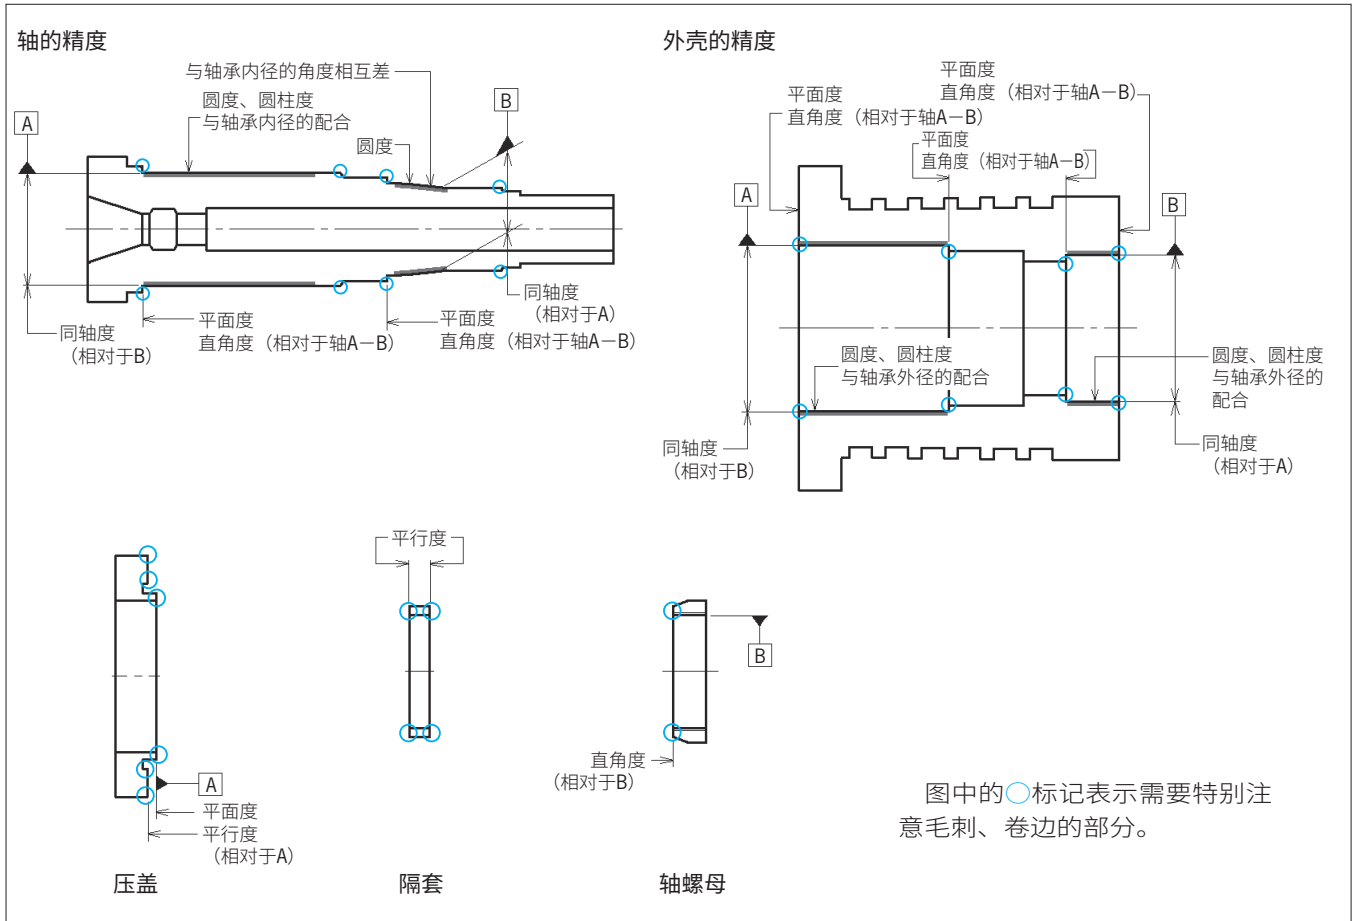 轴的精度
与轴承内径的角度相互差
圆度、圆柱度
与轴承内径的配合
圆度
A
B
同轴度
（相对于B）
平面度
直角度（相对于轴A－B）
平面度
直角度（相对于轴A－B）
同轴度
（相对于A）
外壳的精度
平面度
直角度（相对于轴A－B）
平面度
直角度（相对于轴A－B）
平面度
直角度（相对于轴A－B）
A
B
圆度、圆柱度
与轴承外径的配合
圆度、圆柱度
与轴承外径的
配合
同轴度
（相对于B）
同轴度
（相对于A）
A
平面度
平行度
（相对于A）
压盖
平行度
隔套
B
直角度
（相对于B）
轴螺母
图中的○标记表示需要特别注
意毛刺、卷边的部分。